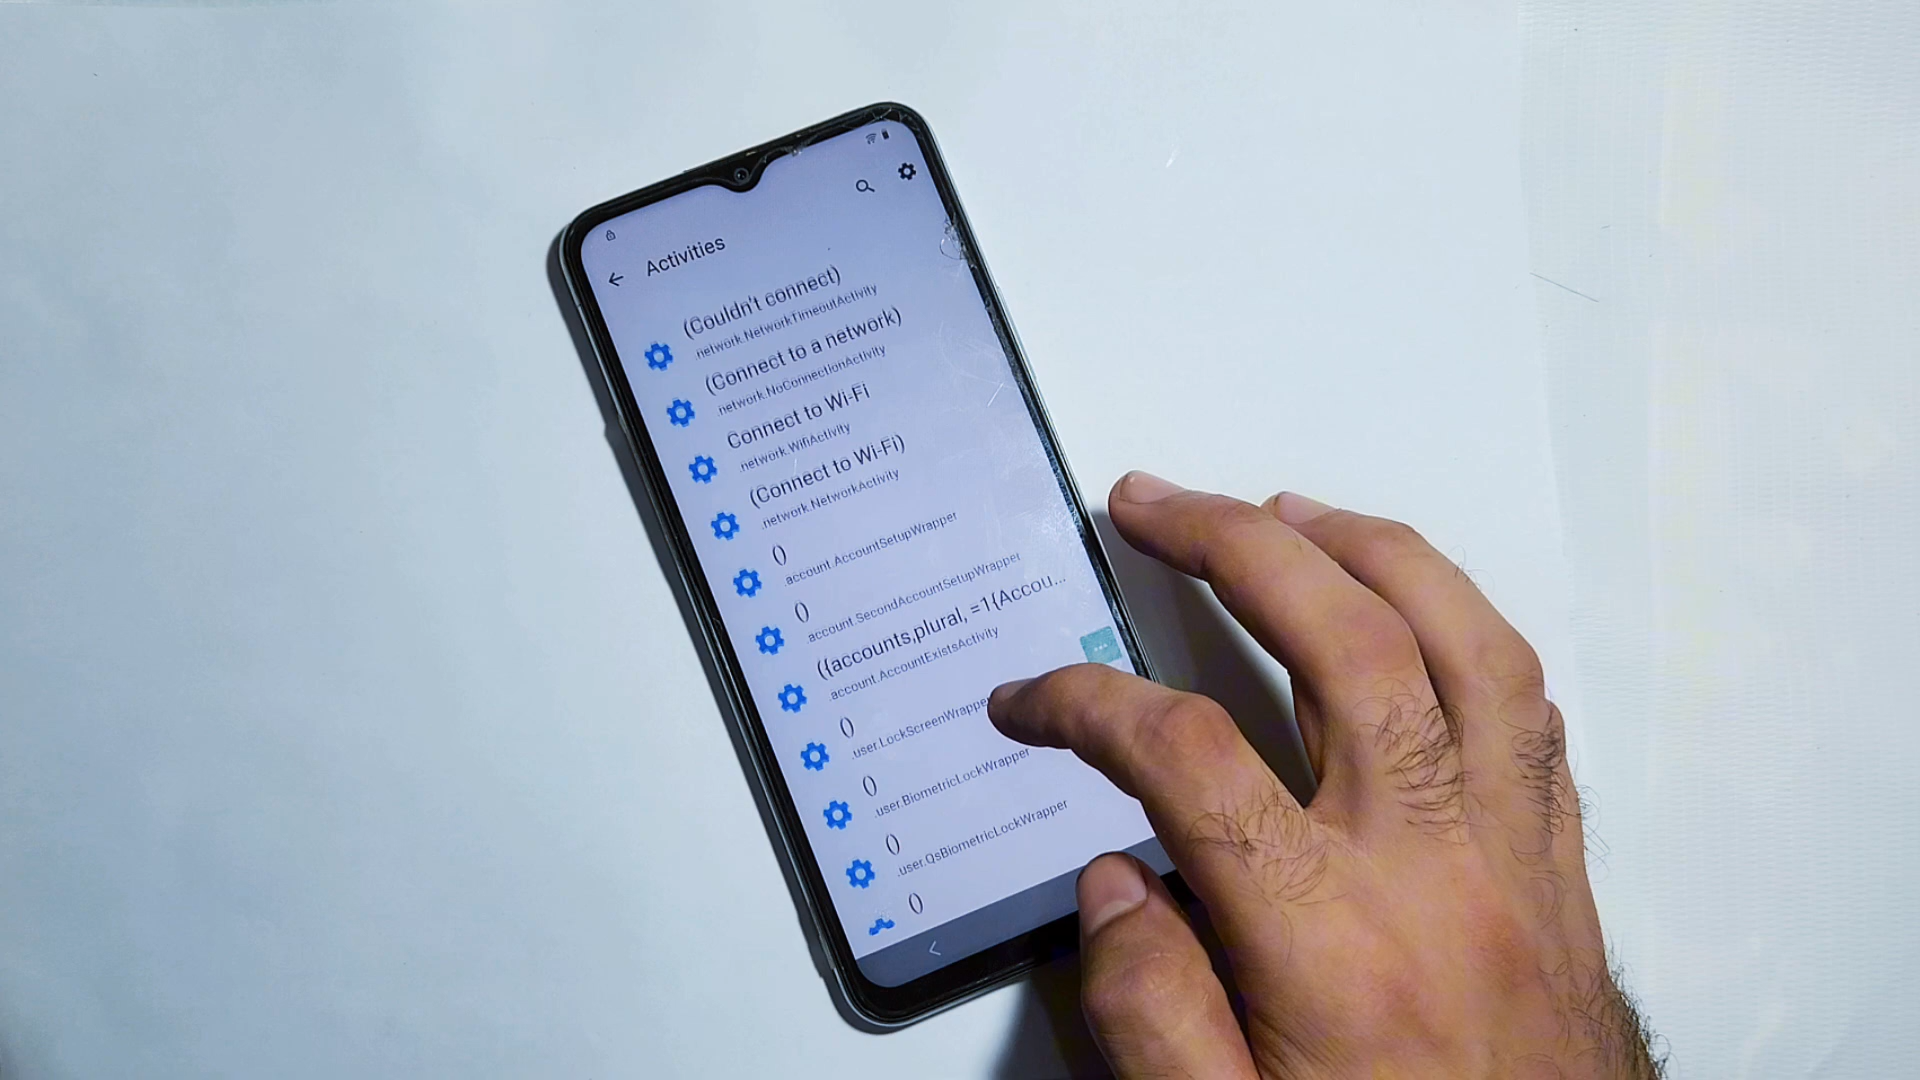 Activities
(Couldn't connect)
.network.NetworkTimeoutActivity
(Connect to a network)
.network.NoConnectionActivity
Connect to Wi-Fi
.network.WifiActivity
(Connect to Wi-Fi)
.network.NetworkActivity
()
.account.AccountSetupWrapper
()
.account.SecondAccountSetupWrapper
({accounts,plural, =1{Accou...
.account.AccountExistsActivity
()
.user.LockScreenWrapper
()
.user.BiometricLockWrapper
()
.user.QsBiometricLockWrapper
()